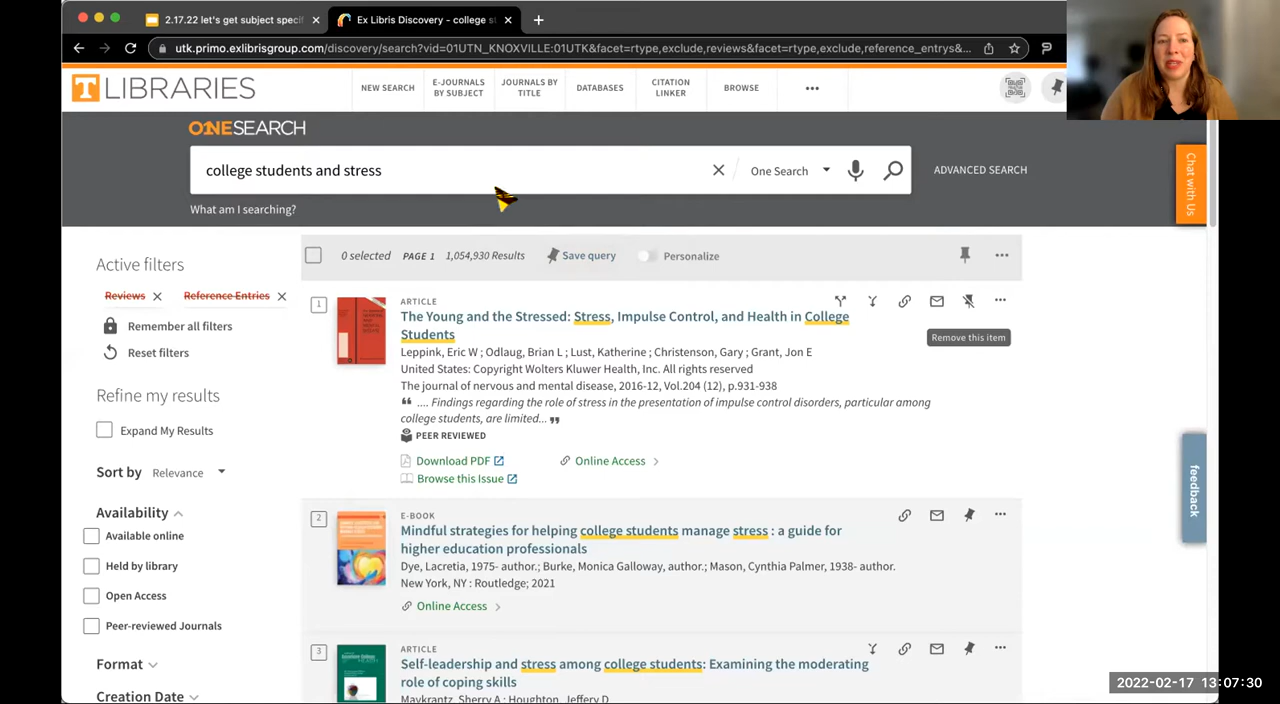 2.17.22 let's get subject specif
Ex Libris Discovery - college st
utk.primo.exlibrisgroup.com/discovery/search?vid=01UTN_KNOXVILLE:01UTK&facet=rtype,exclude,reviews&facet=rtype,exclude,reference_entrys&...
T LIBRARIES
NEW SEARCH
E-JOURNALS BY SUBJECT
JOURNALS BY TITLE
DATABASES
CITATION LINKER
BROWSE
...
ONESEARCH
college students and stress
One Search
ADVANCED SEARCH
What am I searching?
Chat with Us
Active filters
Reviews
Reference Entries
Remember all filters
Reset filters
Refine my results
Expand My Results
Sort by Relevance
Availability
Available online
Held by library
Open Access
Peer-reviewed Journals
Format
Creation Date
0 selected PAGE 1 1,054,930 Results Save query Personalize
1
ARTICLE
Remove this item
The Young and the Stressed: Stress, Impulse Control, and Health in College
Students
Leppink, Eric W ; Odlaug, Brian L ; Lust, Katherine ; Christenson, Gary ; Grant, Jon E
United States: Copyright Wolters Kluwer Health, Inc. All rights reserved
The journal of nervous and mental disease, 2016-12, Vol.204 (12), p.931-938
❝ .... Findings regarding the role of stress in the presentation of impulse control disorders, particular among
college students, are limited... ❞
PEER REVIEWED
Download PDF
Online Access
Browse this Issue
2
E-BOOK
Mindful strategies for helping college students manage stress : a guide for
higher education professionals
Dye, Lacretia, 1975- author.; Burke, Monica Galloway, author.; Mason, Cynthia Palmer, 1938- author.
New York, NY : Routledge; 2021
Online Access
3
ARTICLE
Self-leadership and stress among college students: Examining the moderating
role of coping skills
Maykrantz, Sherry A ; Houghton, Jeffery D
feedback
2022-02-17 13:07:30